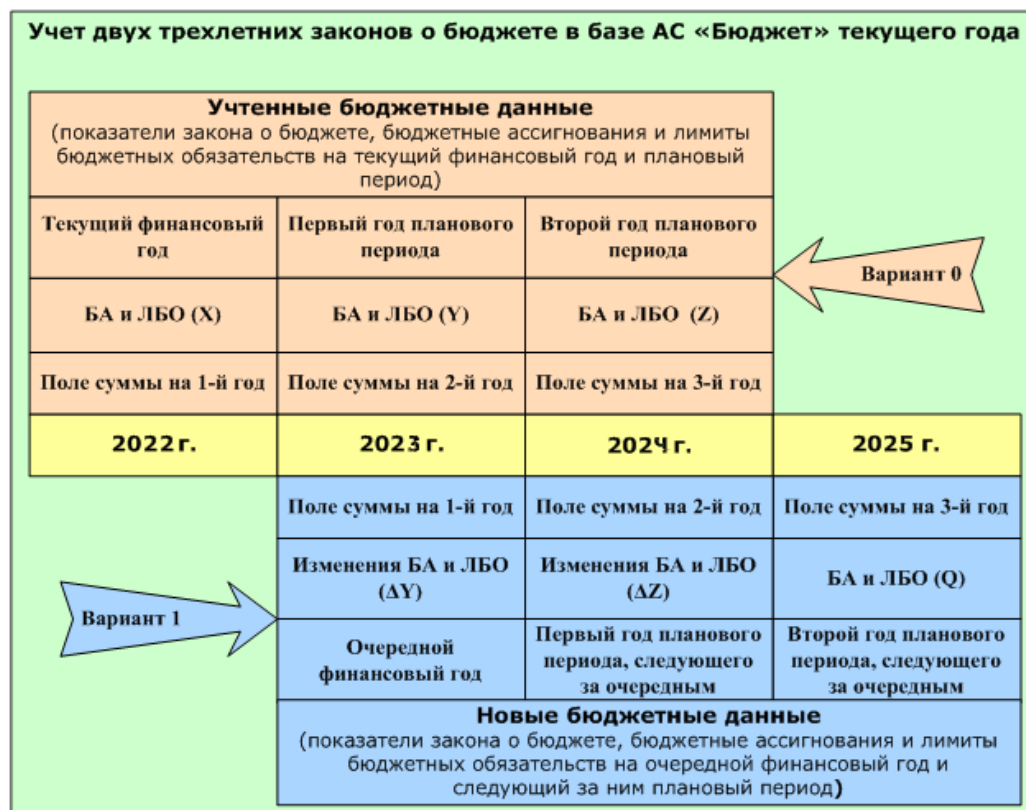 Учет двух трехлетних законов о бюджете в базе АС «Бюджет» текущего года
Учтенные бюджетные данные
(показатели закона о бюджете, бюджетные ассигнования и лимиты
бюджетных обязательств на текущий финансовый год и плановый
период)
Текущий финансовый
год
Первый год планового
периода
Второй год планового
периода
Вариант 0
БА и ЛБО (X)
БА и ЛБО (Y)
БА и ЛБО (Z)
Поле суммы на 1-й год
Поле суммы на 2-й год
Поле суммы на 3-й год
2022 г.
2023 г.
2024 г.
2025 г.
Поле суммы на 1-й год
Поле суммы на 2-й год
Поле суммы на 3-й год
Вариант 1
Изменения БА и ЛБО
(ΔY)
Изменения БА и ЛБО
(ΔZ)
БА и ЛБО (Q)
Очередной
финансовый год
Первый год планового
периода, следующего
за очередным
Второй год планового
периода, следующего
за очередным
Новые бюджетные данные
(показатели закона о бюджете, бюджетные ассигнования и лимиты
бюджетных обязательств на очередной финансовый год и
следующий за ним плановый период)